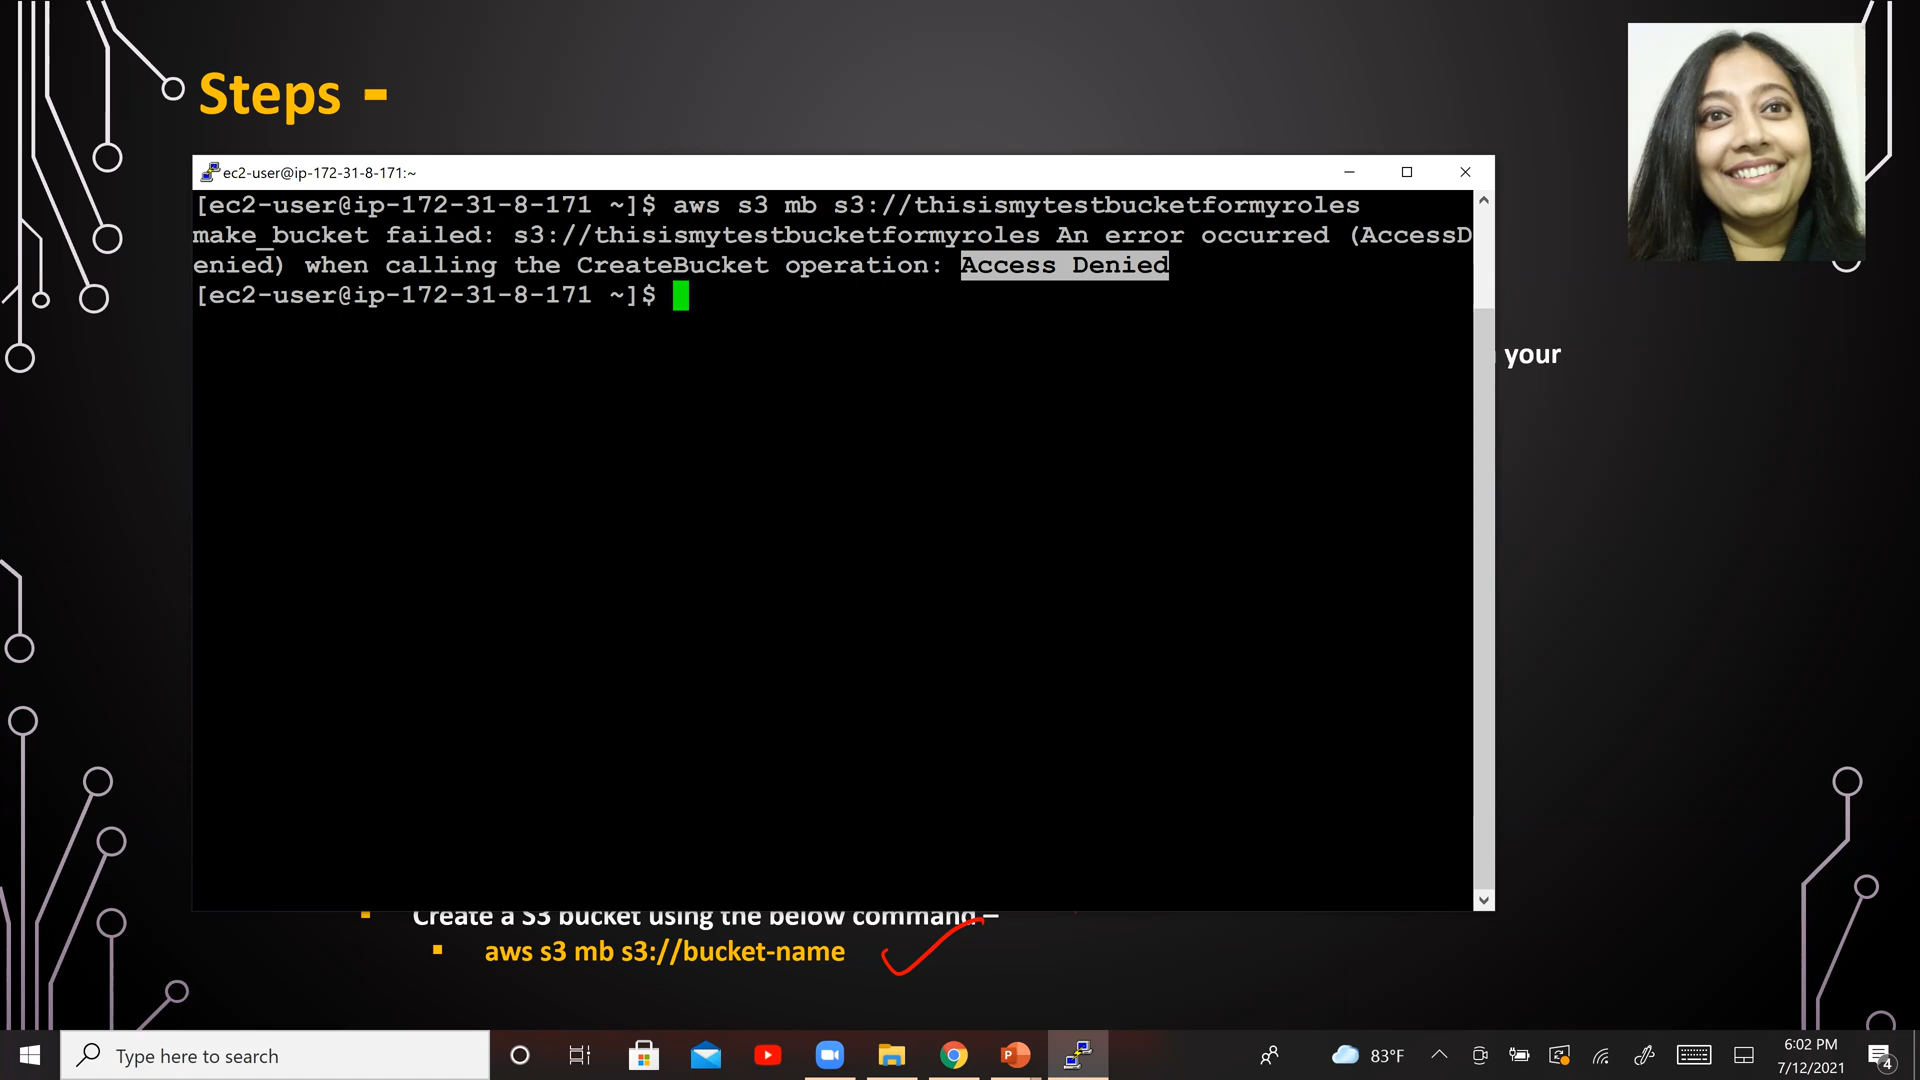 Steps -
ec2-user@ip-172-31-8-171:~
[ec2-user@ip-172-31-8-171 ~]$ aws s3 mb s3://thisismytestbucketformyroles
make_bucket failed: s3://thisismytestbucketformyroles An error occurred (AccessD
enied) when calling the CreateBucket operation: Access Denied
[ec2-user@ip-172-31-8-171 ~]$
your
Create a S3 bucket using the below command –
aws s3 mb s3://bucket-name
Type here to search
P
83°F
6:02 PM
7/12/2021
4